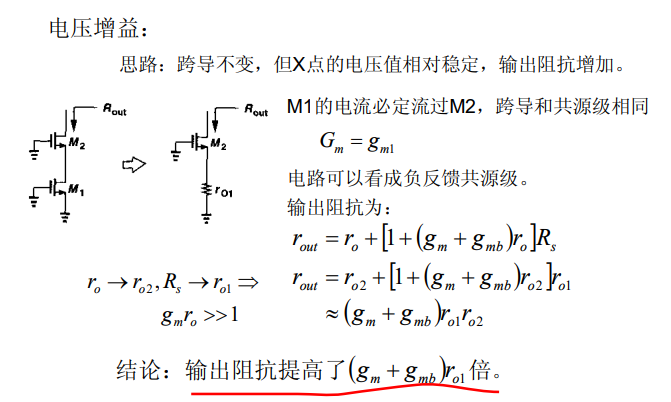 电压增益：
思路：跨导不变，但X点的电压值相对稳定，输出阻抗增加。
R_out
M_2
M_1
R_out
M_2
r_O1
M1的电流必定流过M2，跨导和共源级相同
G_m = g_m1
电路可以看成负反馈共源级。
输出阻抗为：
r_out = r_o + [1 + (g_m + g_mb)r_o]R_s
r_o → r_o2, R_s → r_o1 ⇒
r_out = r_o2 + [1 + (g_m + g_mb)r_o2]r_o1
g_m r_o >> 1
≈ (g_m + g_mb)r_o1 r_o2
结论：输出阻抗提高了(g_m + g_mb)r_o1倍。